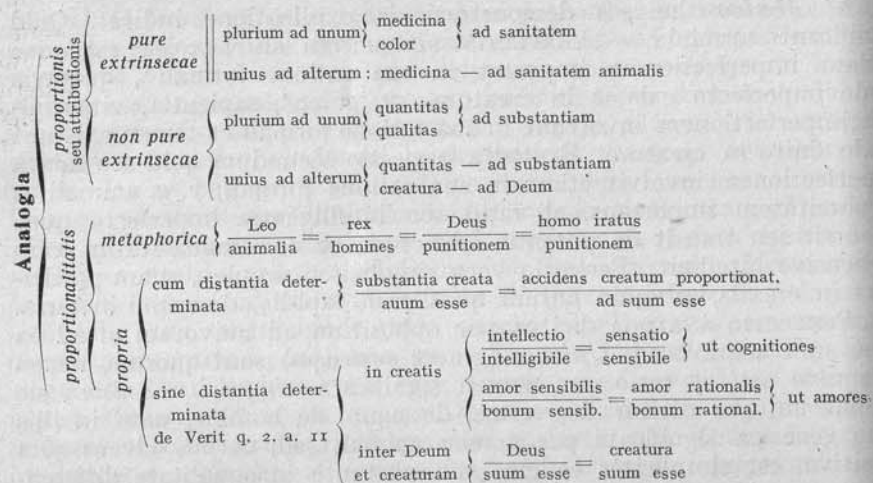 Analogia
proportionis
seu attributionis
pure
extrinsecae
plurium ad unum
medicina
color
ad sanitatem
unius ad alterum : medicina — ad sanitatem animalis
non pure
extrinsecae
plurium ad unum
quantitas
qualitas
ad substantiam
unius ad alterum
quantitas — ad substantiam
creatura — ad Deum
proportionalitatis
metaphorica
Leo = rex = Deus = homo iratus
animalia homines punitionem punitionem
propria
cum distantia deter-
minata
substantia creata = accidens creatum proportionat.
auum esse ad suum esse
sine distantia deter-
minata
de Verit q. 2. a. 11
in creatis
intellectio = sensatio
intelligibile sensibile
ut cognitiones
amor sensibilis = amor rationalis
bonum sensib. bonum rational.
ut amores
inter Deum
et creaturam
Deus = creatura
suum esse suum esse